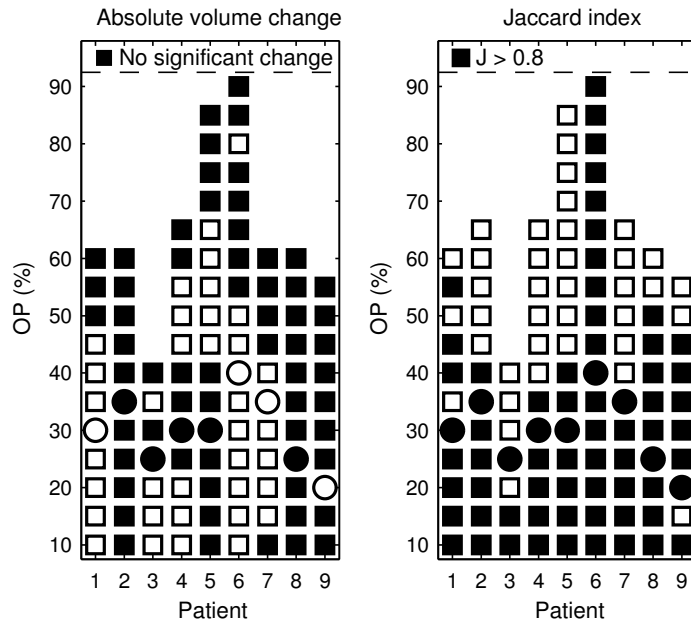 Absolute volume change
No significant change
OP (%)
90
80
70
60
50
40
30
20
10
1 2 3 4 5 6 7 8 9
Patient
Jaccard index
J > 0.8
OP (%)
90
80
70
60
50
40
30
20
10
1 2 3 4 5 6 7 8 9
Patient